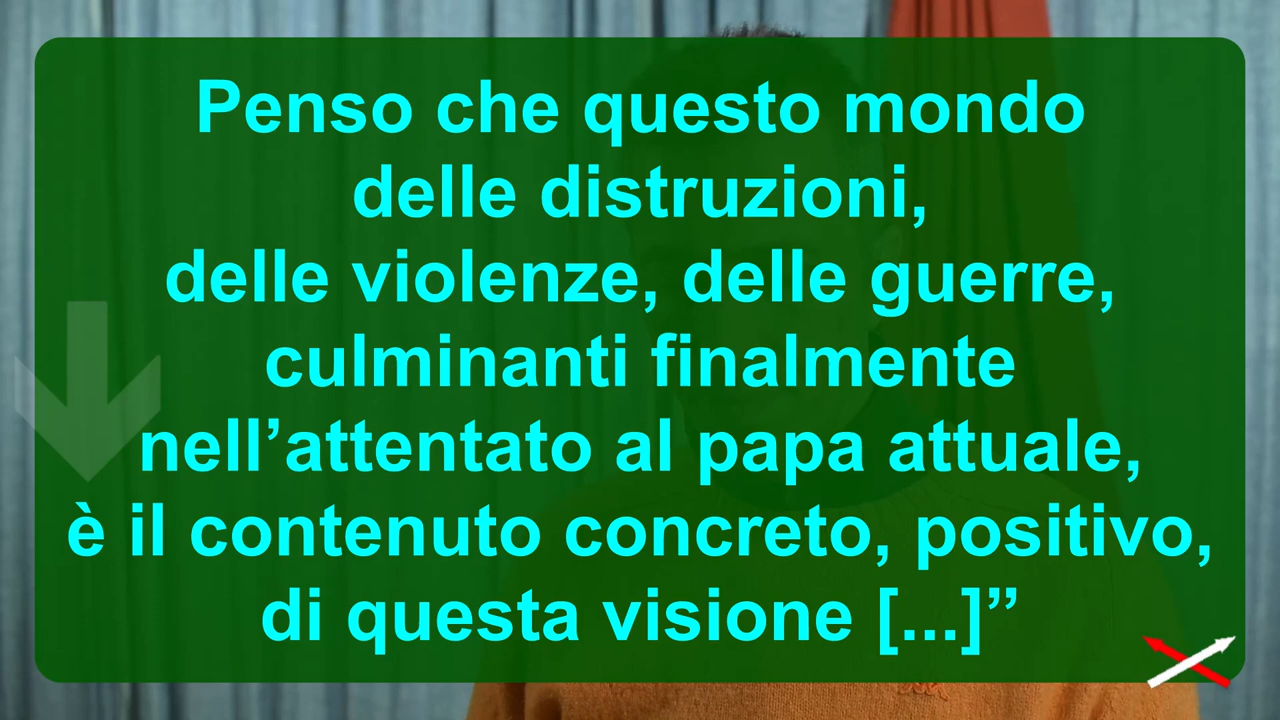 Penso che questo mondo
delle distruzioni,
delle violenze, delle guerre,
culminanti finalmente
nell’attentato al papa attuale,
è il contenuto concreto, positivo,
di questa visione [...]”